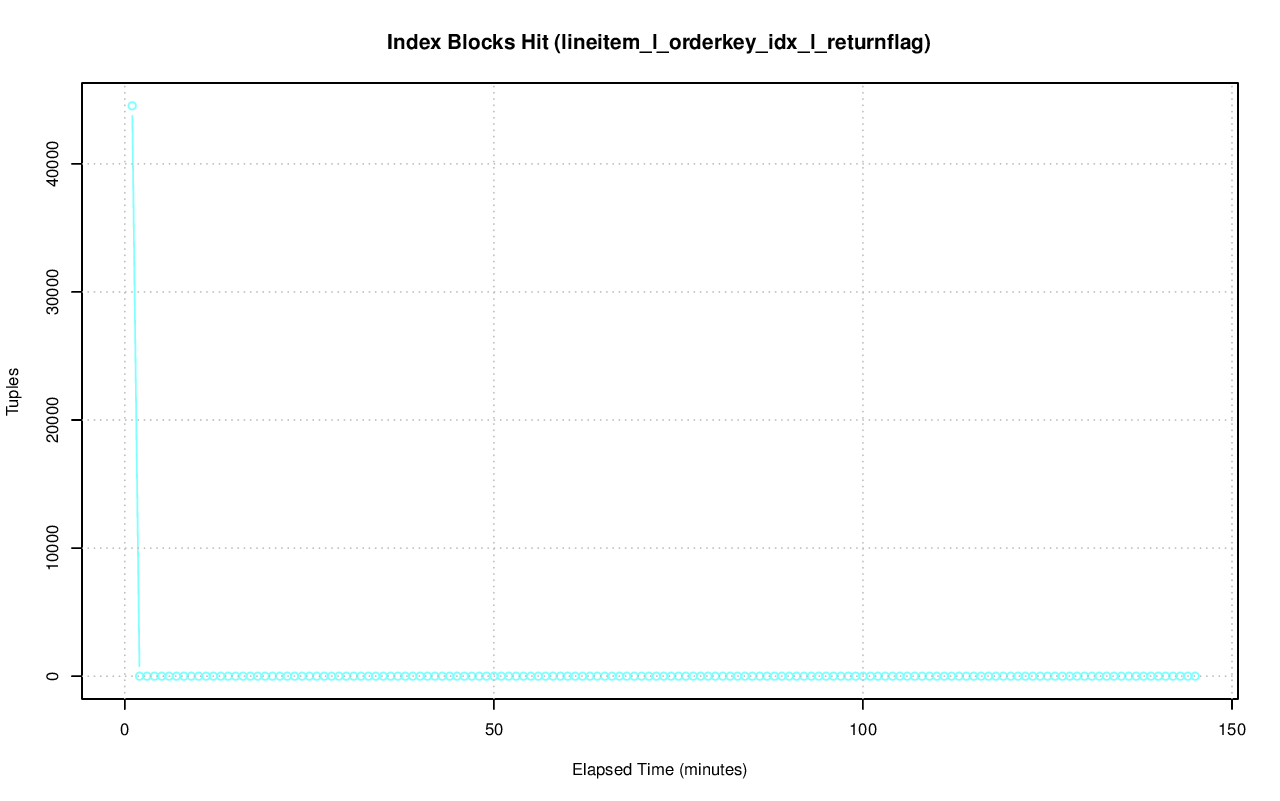 Index Blocks Hit (lineitem_l_orderkey_idx_l_returnflag)
40000
30000
20000
10000
0
Tuples
0 50 100 150
Elapsed Time (minutes)